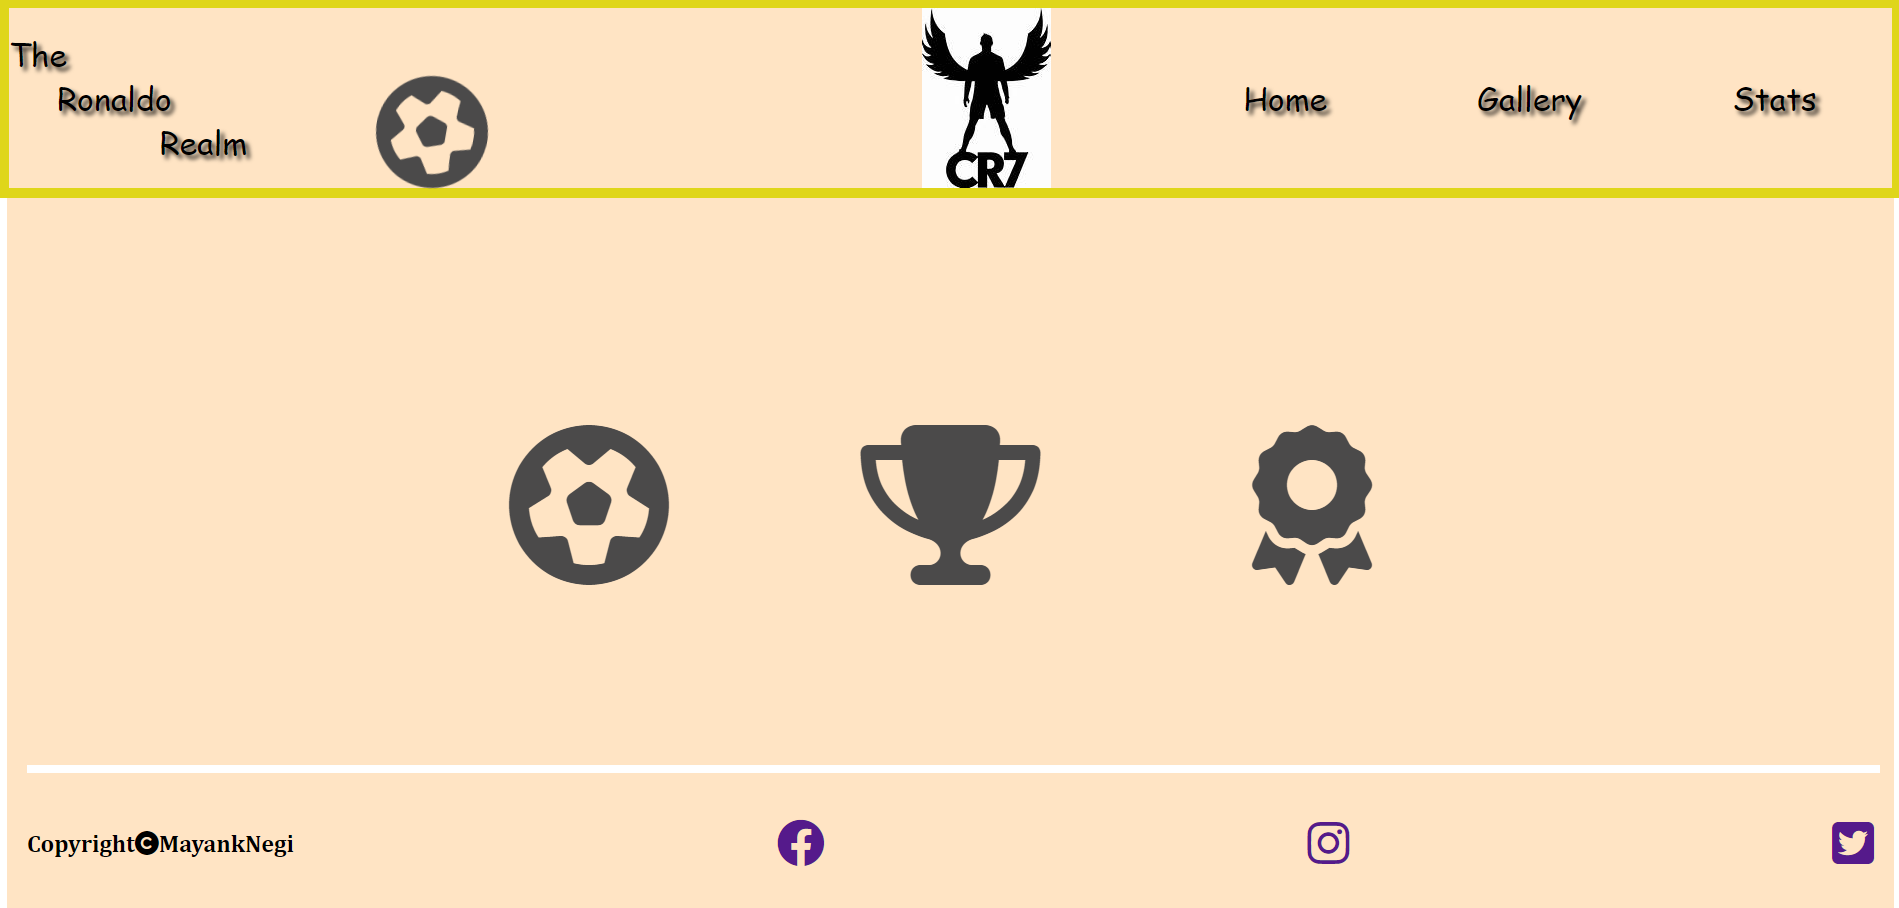 The
Ronaldo
Realm
CR7
Home
Gallery
Stats
Copyright🅒MayankNegi